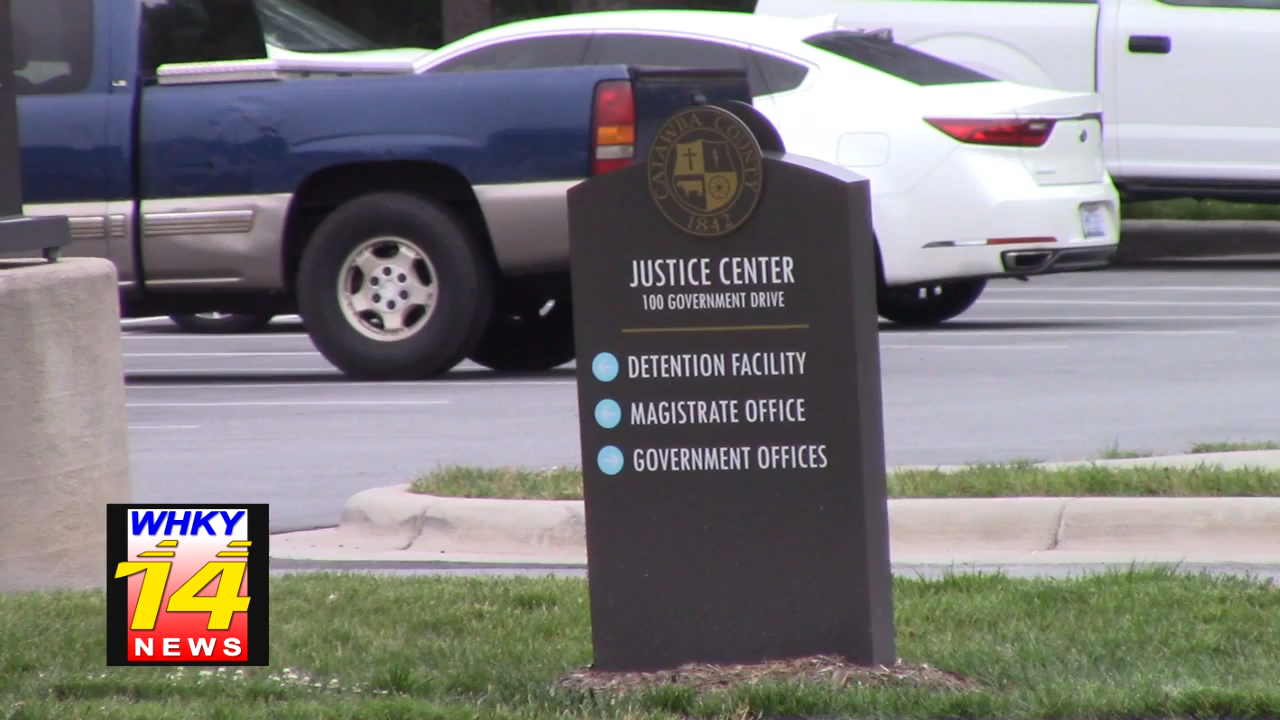 CATAWBA COUNTY
1842
JUSTICE CENTER
100 GOVERNMENT DRIVE
DETENTION FACILITY
MAGISTRATE OFFICE
GOVERNMENT OFFICES
WHKY
14
NEWS